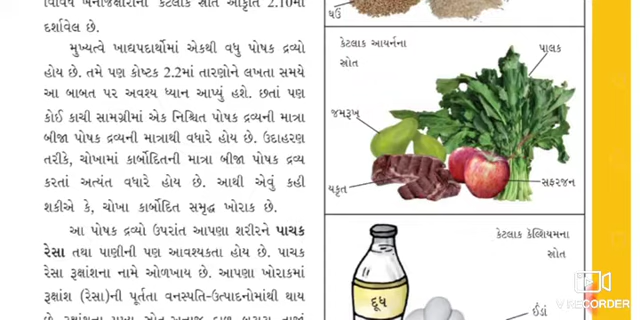 વિવિધ ખનીજક્ષારોના કેટલાક સ્રોત આકૃતિ 2.10માં
દર્શાવેલ છે.
મુખ્યત્વે ખાદ્યપદાર્થોમાં એકથી વધુ પોષક દ્રવ્યો
હોય છે. તમે પણ કોષ્ટક 2.2માં તારણોને લખતા સમયે
આ બાબત પર અવશ્ય ધ્યાન આપ્યું હશે. છતાં પણ
કોઈ કાચી સામગ્રીમાં એક નિશ્ચિત પોષક દ્રવ્યની માત્રા
બીજા પોષક દ્રવ્યની માત્રાથી વધારે હોય છે. ઉદાહરણ
તરીકે, ચોખામાં કાર્બોદિતની માત્રા બીજા પોષક દ્રવ્ય
કરતાં અત્યંત વધારે હોય છે. આથી એવું કહી
શકીએ કે, ચોખા કાર્બોદિત સમૃદ્ધ ખોરાક છે.
આ પોષક દ્રવ્યો ઉપરાંત આપણા શરીરને પાચક
રેસા તથા પાણીની પણ આવશ્યકતા હોય છે. પાચક
રેસા રૂક્ષાંશના નામે ઓળખાય છે. આપણા ખોરાકમાં
રૂક્ષાંશ (રેસા)ની પૂર્તતા વનસ્પતિ-ઉત્પાદનોમાંથી થાય
ઘઉં
કેટલાક આયર્નના
સ્રોત
પાલક
જમરૂખ
યકૃત
સફરજન
કેટલાક કેલ્શિયમના
સ્રોત
દૂધ
ઈંડાં
V RECORDER